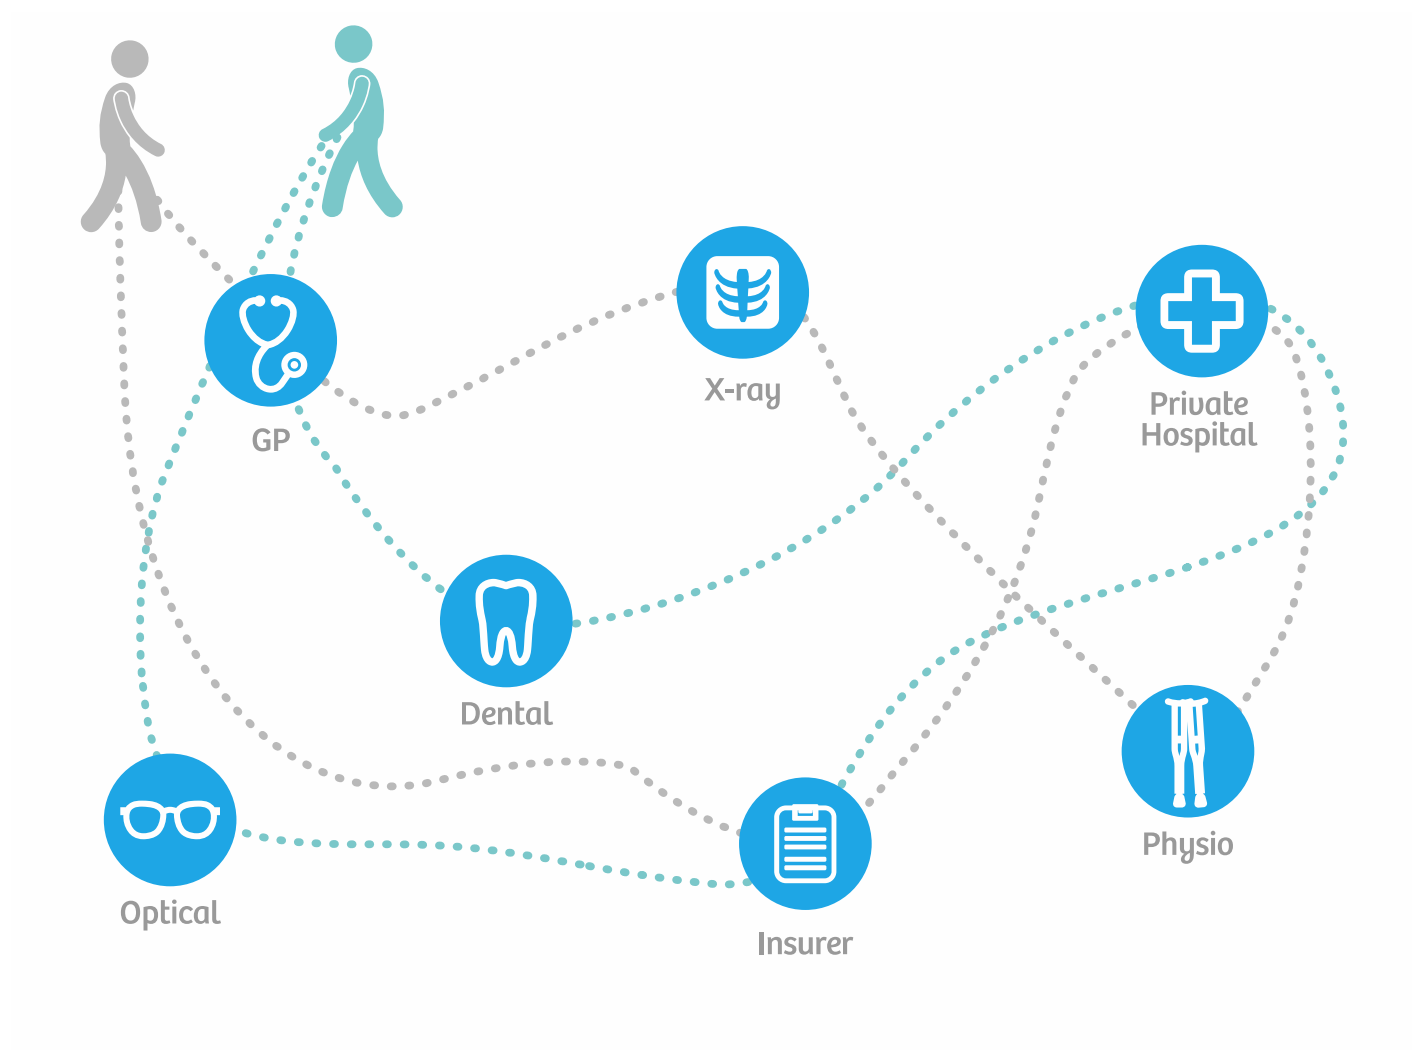 X-ray
Private
Hospital
GP
Dental
Physio
Optical
Insurer